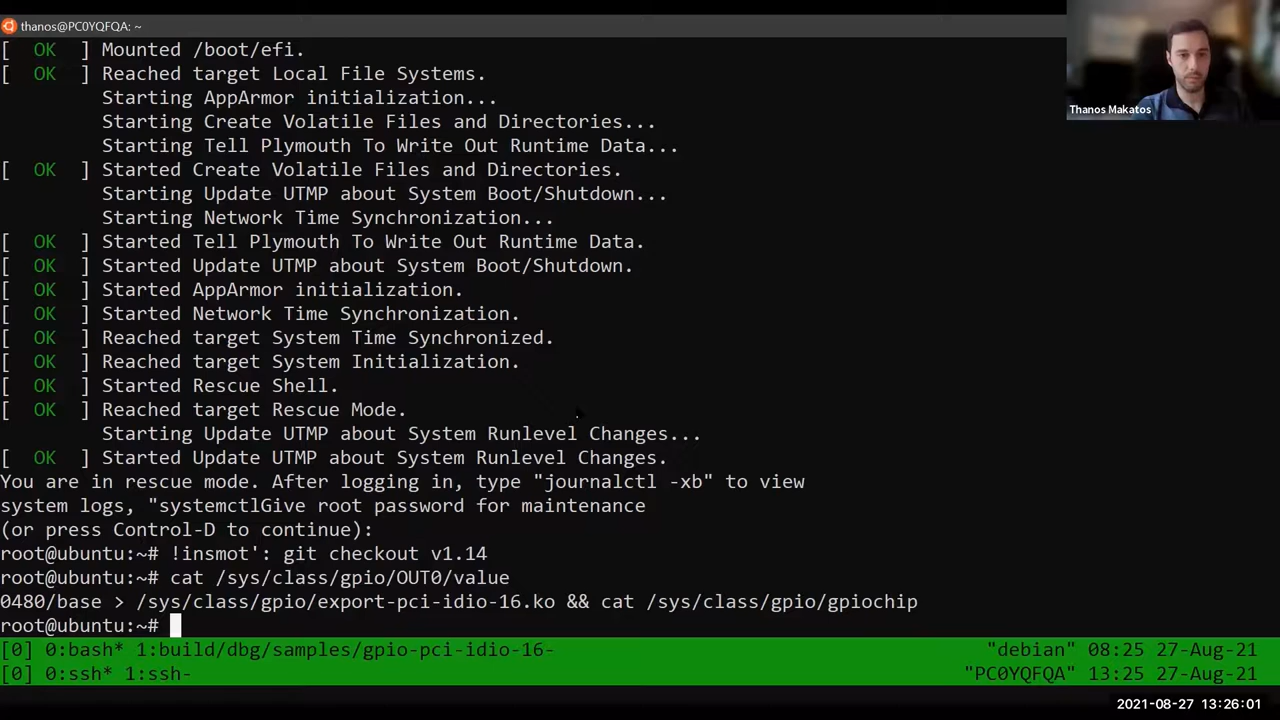 thanos@PC0YQFQA: ~
[ OK ] Mounted /boot/efi.
[ OK ] Reached target Local File Systems.
Starting AppArmor initialization...
Starting Create Volatile Files and Directories...
Starting Tell Plymouth To Write Out Runtime Data...
[ OK ] Started Create Volatile Files and Directories.
Starting Update UTMP about System Boot/Shutdown...
Starting Network Time Synchronization...
[ OK ] Started Tell Plymouth To Write Out Runtime Data.
[ OK ] Started Update UTMP about System Boot/Shutdown.
[ OK ] Started AppArmor initialization.
[ OK ] Started Network Time Synchronization.
[ OK ] Reached target System Time Synchronized.
[ OK ] Reached target System Initialization.
[ OK ] Started Rescue Shell.
[ OK ] Reached target Rescue Mode.
Starting Update UTMP about System Runlevel Changes...
[ OK ] Started Update UTMP about System Runlevel Changes.
You are in rescue mode. After logging in, type "journalctl -xb" to view
system logs, "systemctlGive root password for maintenance
(or press Control-D to continue):
root@ubuntu:~# !insmot': git checkout v1.14
root@ubuntu:~# cat /sys/class/gpio/OUT0/value
0480/base > /sys/class/gpio/export-pci-idio-16.ko && cat /sys/class/gpio/gpiochip
root@ubuntu:~#
[0] 0:bash* 1:build/dbg/samples/gpio-pci-idio-16- "debian" 08:25 27-Aug-21
[0] 0:ssh* 1:ssh- "PC0YQFQA" 13:25 27-Aug-21
Thanos Makatos
2021-08-27 13:26:01